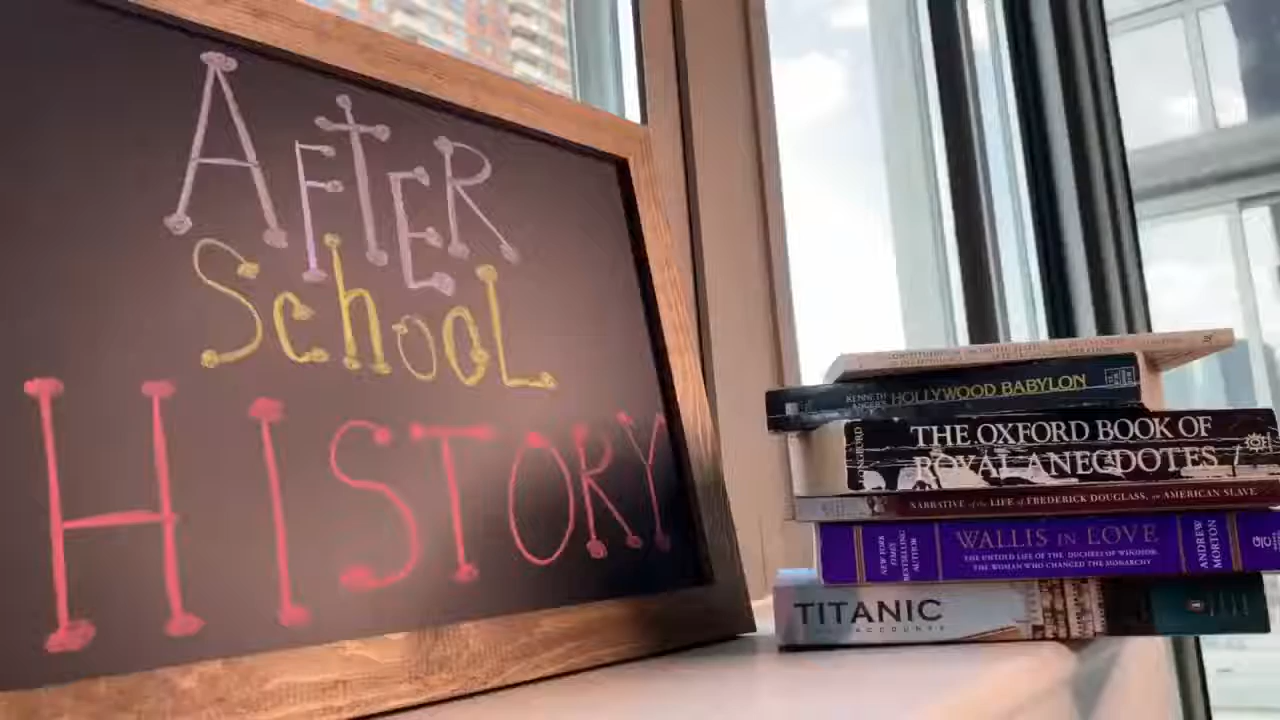 AFTER
SCHOOL
HISTORY
KENNETH
ANGER'S
HOLLYWOOD BABYLON
LONGFORD
THE OXFORD BOOK OF
ROYAL ANECDOTES
NARRATIVE of the LIFE of FREDERICK DOUGLASS, an AMERICAN SLAVE
NEW YORK
TIMES
BESTSELLING
AUTHOR
WALLIS IN LOVE
THE UNTOLD LIFE OF THE DUCHESS OF WINDSOR,
THE WOMAN WHO CHANGED THE MONARCHY
ANDREW
MORTON
TITANIC
ACCOUNTS